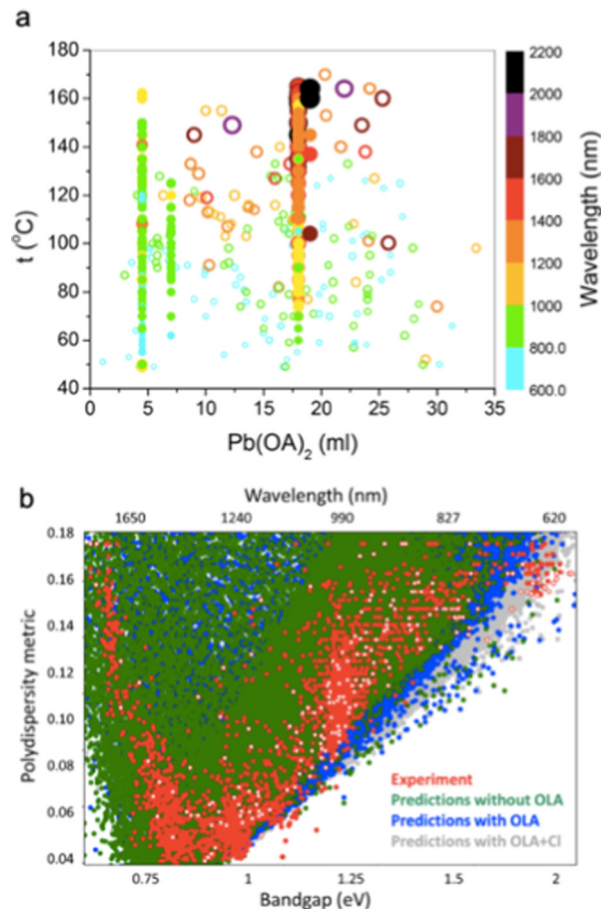 a
180
160
140
120
100
80
60
40
t (°C)
0 5 10 15 20 25 30 35
Pb(OA)2 (ml)
2200
2000
1800
1600
1400
1200
1000
800.0
600.0
Wavelength (nm)
b
Wavelength (nm)
1650 1240 990 827 620
0.18
0.16
0.14
0.12
0.10
0.08
0.06
0.04
Polydispersity metric
Experiment
Predictions without OLA
Predictions with OLA
Predictions with OLA+Cl
0.75 1 1.25 1.5 2
Bandgap (eV)